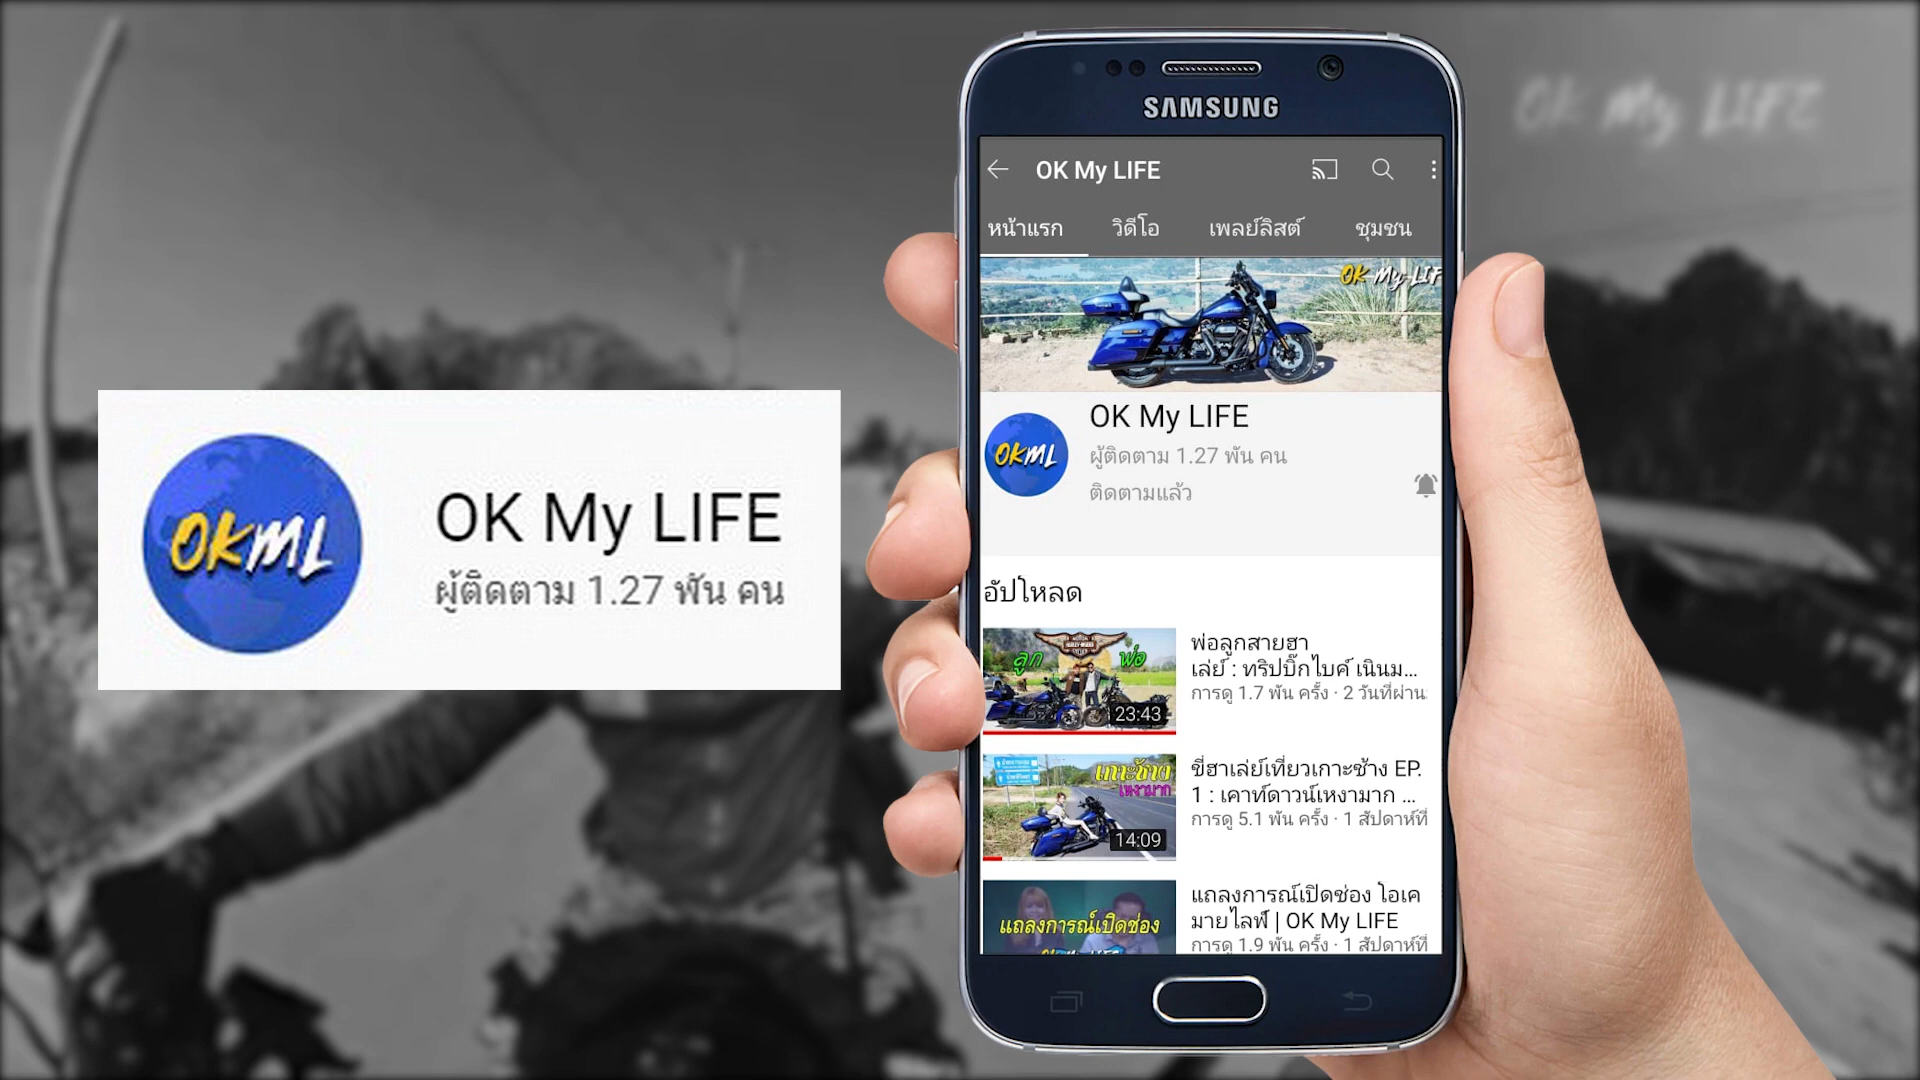 OK My LIFE
SAMSUNG
OK My LIFE
หน้าแรก วิดีโอ เพลย์ลิสต์ ชุมชน
OK My LIF
OKML
OK My LIFE
ผู้ติดตาม 1.27 พัน คน
ติดตามแล้ว
OKML
OK My LIFE
ผู้ติดตาม 1.27 พัน คน
อัปโหลด
ลูก พ่อ
23:43
พ่อลูกสายฮา
เล่ย์ : ทริปบิ๊กไบค์ เนินม...
การดู 1.7 พัน ครั้ง · 2 วันที่ผ่าน
เกาะช้าง
เหงามาก
14:09
ขี่ฮาเล่ย์เที่ยวเกาะช้าง EP.
1 : เคาท์ดาวน์เหงามาก ...
การดู 5.1 พัน ครั้ง · 1 สัปดาห์ที่
แถลงการณ์เปิดช่อง
แถลงการณ์เปิดช่อง โอเค
มาย ไลฟ์ | OK My LIFE
การดู 1.9 พัน ครั้ง · 1 สัปดาห์ที่